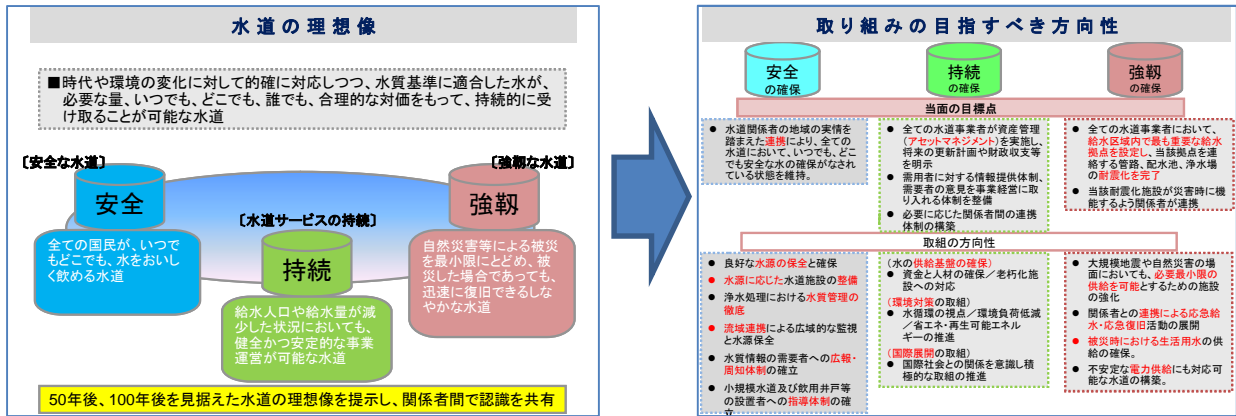 水道の理想像
■時代や環境の変化に対して的確に対応しつつ、水質基準に適合した水が、
必要な量、いつでも、どこでも、誰でも、合理的な対価をもって、持続的に受
け取ることが可能な水道
〔安全な水道〕
〔強靱な水道〕
安全
〔水道サービスの持続〕
強靱
全ての国民が、いつで
もどこでも、水をおいし
く飲める水道
持続
自然災害等による被災
を最小限にとどめ、被
災した場合であっても、
迅速に復旧できるしな
やかな水道
給水人口や給水量が減
少した状況においても、
健全かつ安定的な事業
運営が可能な水道
50年後、100年後を見据えた水道の理想像を提示し、関係者間で認識を共有
取り組みの目指すべき方向性
安全
の確保
持続
の確保
強靱
の確保
当面の目標点
● 水道関係者の地域の実情を
踏まえた連携により、全ての
水道において、いつでも、どこ
でも安全な水の確保がなさ
れている状態を維持。
● 全ての水道事業者が資産管理
(アセットマネジメント)を実施し、
将来の更新計画や財政収支等
を明示
● 需用者に対する情報提供体制、
需要者の意見を事業経営に取
り入れる体制を整備
● 必要に応じた関係者間の連携
体制の構築
● 全ての水道事業者において、
給水区域内で最も重要な給水
拠点を設定し、当該拠点を連
絡する管路、配水池、浄水場
の耐震化を完了
● 当該耐震化施設が災害時に機
能するよう関係者が連携
取組の方向性
● 良好な水源の保全と確保
● 水源に応じた水道施設の整備
● 浄水処理における水質管理の
徹底
● 流域連携による広域的な監視
と水源保全
● 水質情報の需要者への広報・
周知体制の確立
● 小規模水道及び飲用井戸等
の設置者への指導体制の確
立
(水の供給基盤の確保)
● 資金と人材の確保/老朽化施
設への対応
(環境対策の取組)
● 水循環の視点/環境負荷低減
/省エネ・再生可能エネル
ギーの推進
(国際展開の取組)
● 国際社会との関係を意識し積
極的な取組の推進
● 大規模地震や自然災害の場
面においても、必要最小限の
供給を可能とするための施設
の強化
● 関係者との連携による応急給
水・応急復旧活動の展開
● 被災時における生活用水の供
給の確保。
● 不安定な電力供給にも対応可
能な水道の構築。